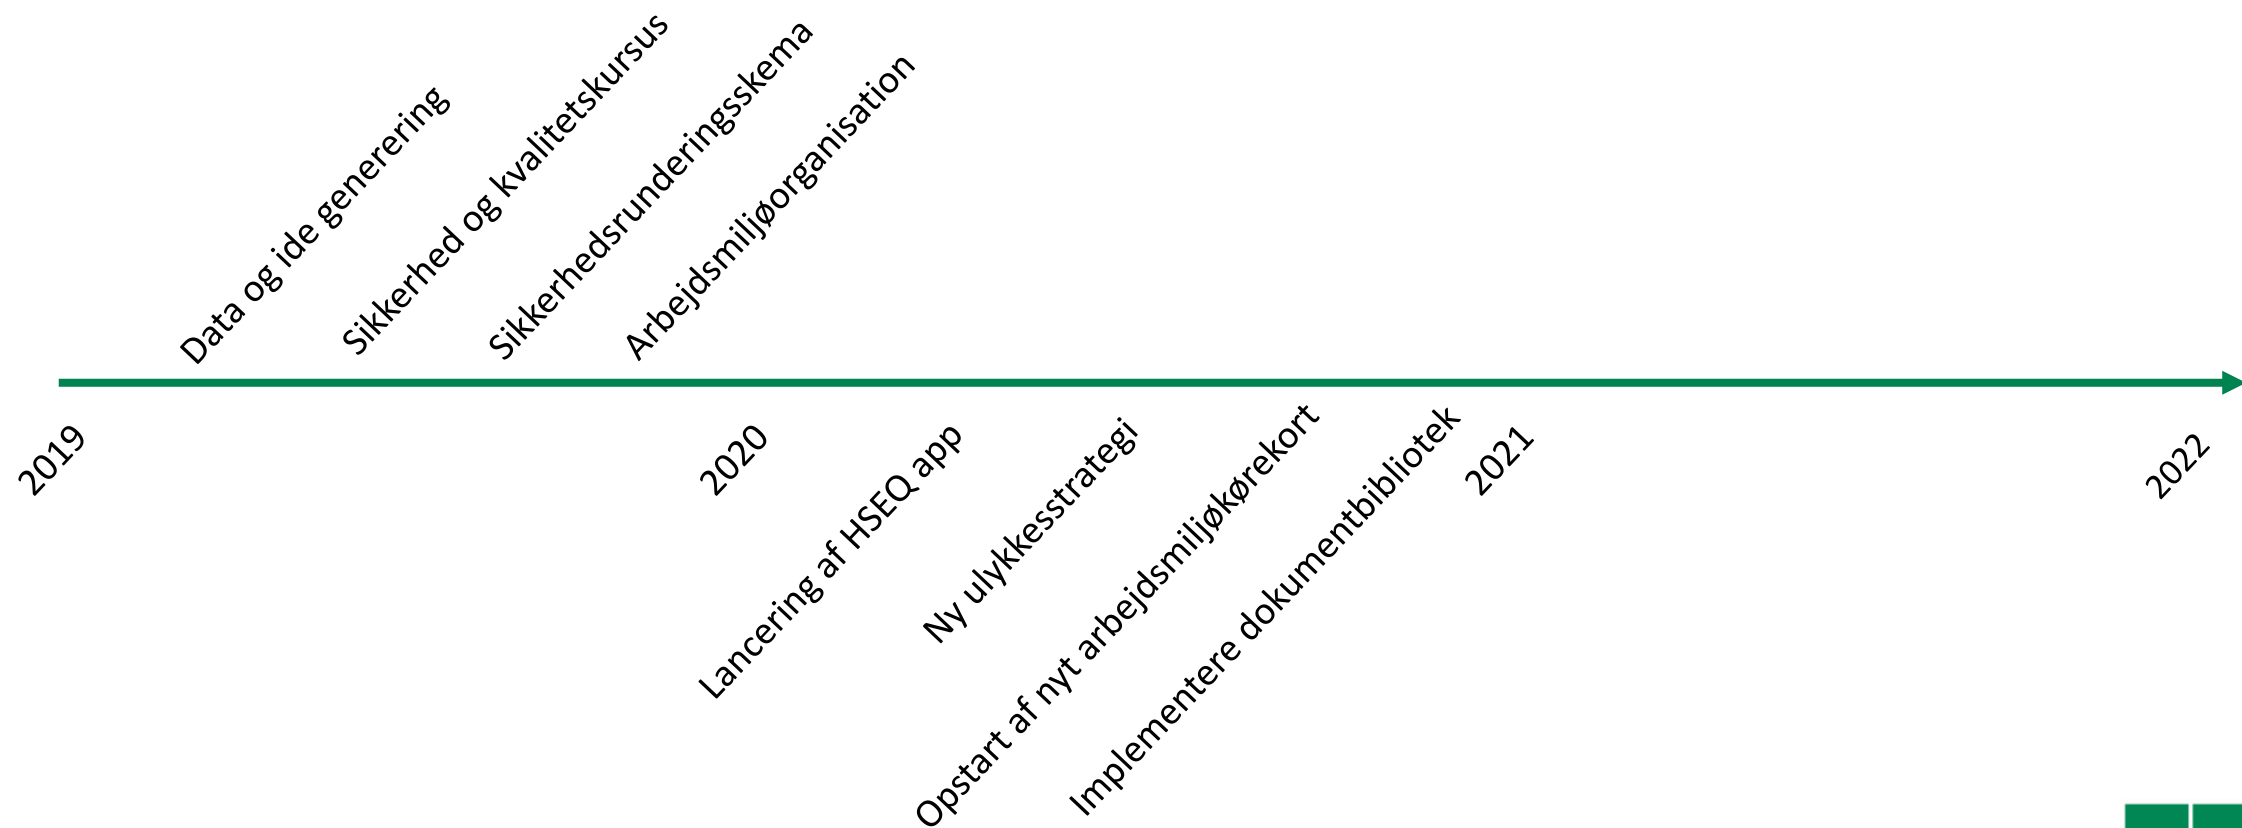 Data og ide generering
Sikkerhed og kvalitetskursus
Sikkerhedsrunderingsskema
Arbejdsmiljøorganisation
2019
2020
Lancering af HSEQ app
Ny ulykkesstrategi
Opstart af nyt arbejdsmiljøkørekort
Implementere dokumentbibliotek
2021
2022